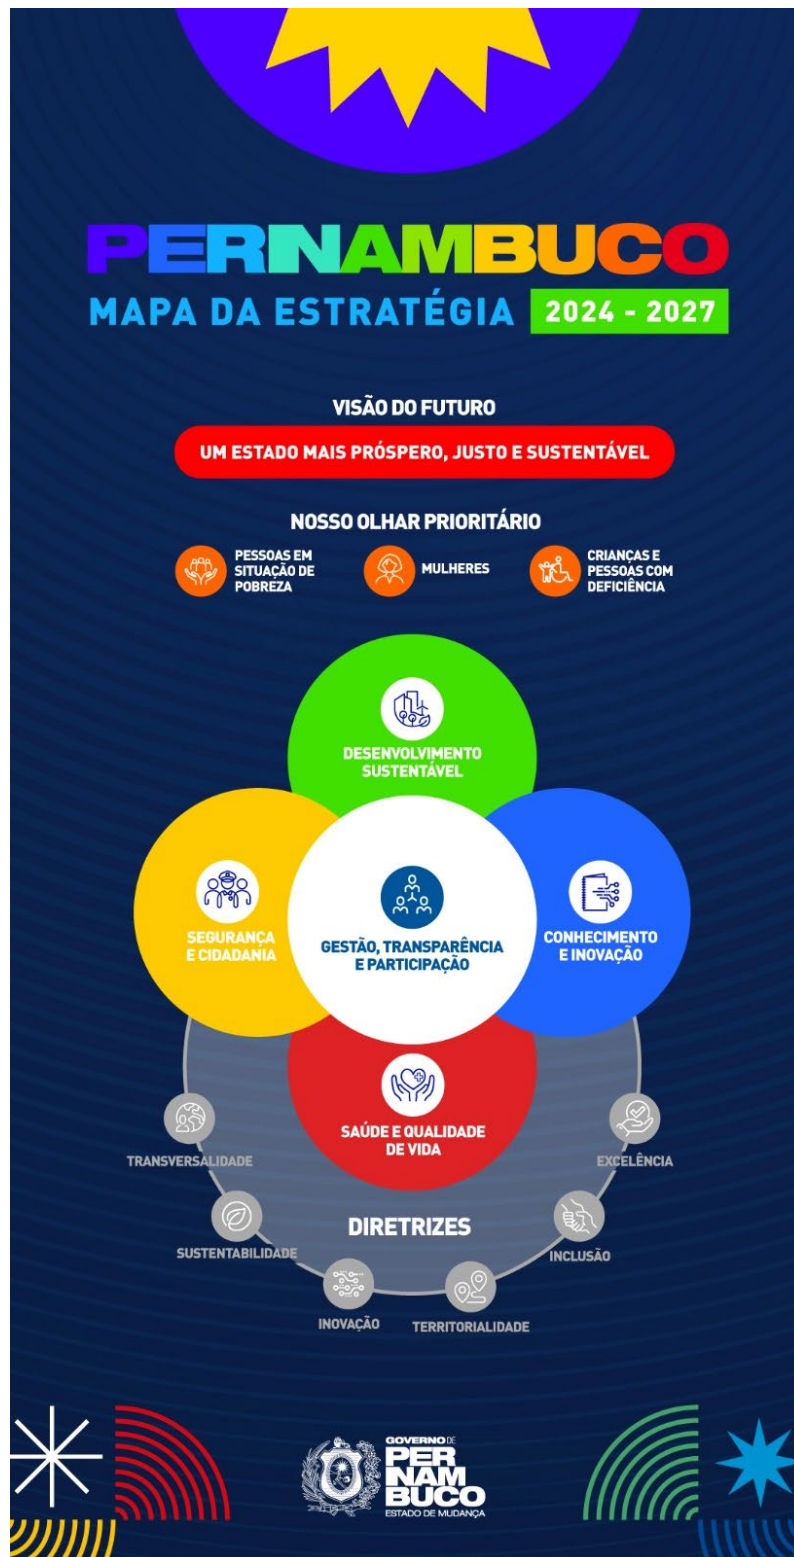 PERNAMBUCO
MAPA DA ESTRATÉGIA 2024 - 2027
VISÃO DO FUTURO
UM ESTADO MAIS PRÓSPERO, JUSTO E SUSTENTÁVEL
NOSSO OLHAR PRIORITÁRIO
PESSOAS EM
SITUAÇÃO DE
POBREZA
MULHERES
CRIANÇAS E
PESSOAS COM
DEFICIÊNCIA
DESENVOLVIMENTO
SUSTENTÁVEL
SEGURANÇA
E CIDADANIA
GESTÃO, TRANSPARÊNCIA
E PARTICIPAÇÃO
CONHECIMENTO
E INOVAÇÃO
SAÚDE E QUALIDADE
DE VIDA
TRANSVERSALIDADE
EXCELÊNCIA
DIRETRIZES
SUSTENTABILIDADE
INCLUSÃO
INOVAÇÃO
TERRITORIALIDADE
GOVERNO DE
PER
NAM
BUCO
ESTADO DE MUDANÇA